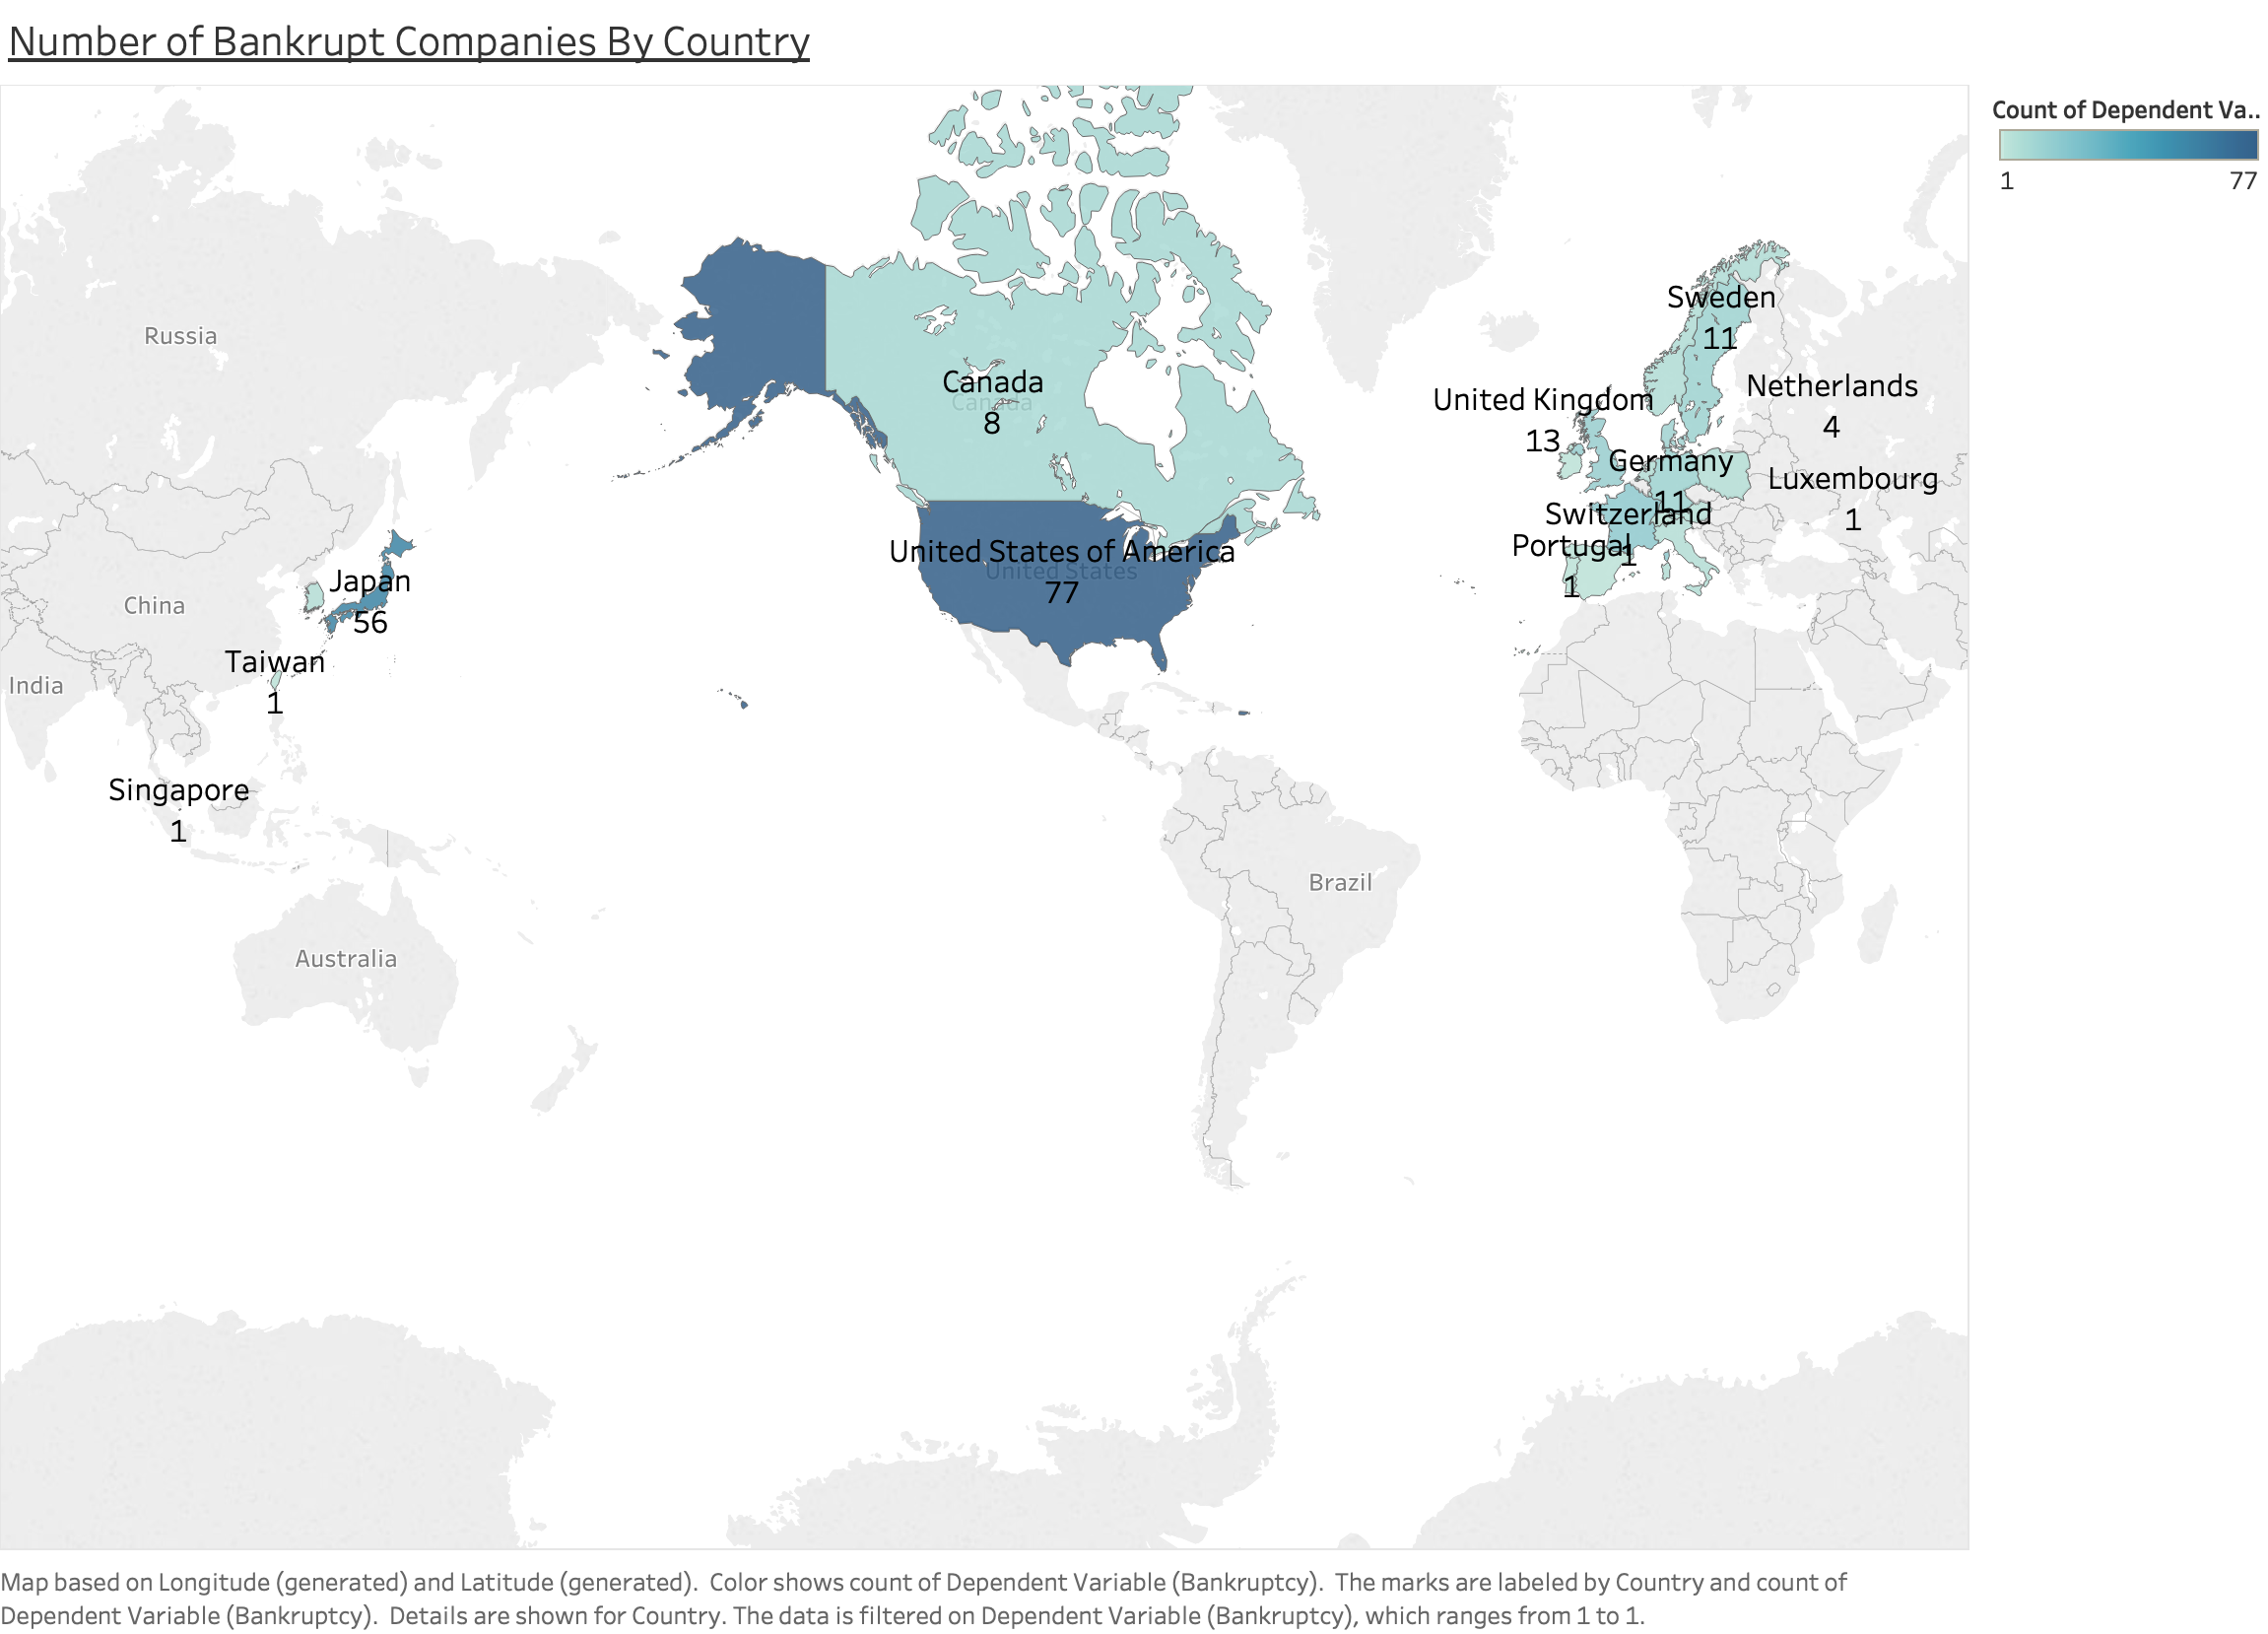 Number of Bankrupt Companies By Country
Count of Dependent Va..
1
77
Sweden
11
Russia
Canada
Canada
8
Netherlands
4
United Kingdom
13
Germany
11
Luxembourg
1
Switzerland
1
Portugal
1
United States of America
United States
77
Japan
56
China
Taiwan
1
India
Singapore
1
Brazil
Australia
Map based on Longitude (generated) and Latitude (generated).  Color shows count of Dependent Variable (Bankruptcy).  The marks are labeled by Country and count of
Dependent Variable (Bankruptcy).  Details are shown for Country. The data is filtered on Dependent Variable (Bankruptcy), which ranges from 1 to 1.